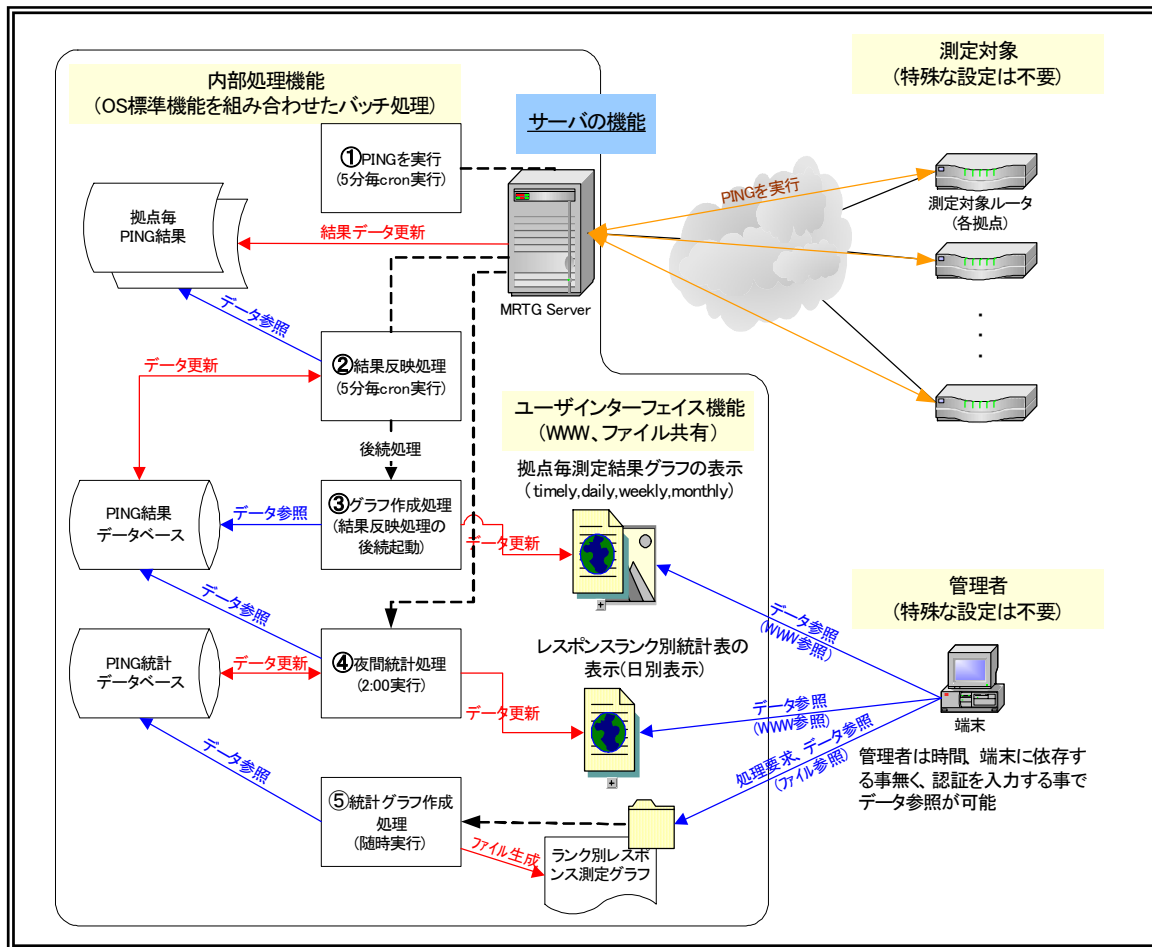 内部処理機能
(OS標準機能を組み合わせたバッチ処理)
サーバの機能
測定対象
(特殊な設定は不要)
①PINGを実行
(5分毎cron実行)
PINGを実行
測定対象ルータ
(各拠点)
拠点毎
PING結果
結果データ更新
MRTG Server
データ参照
データ更新
②結果反映処理
(5分毎cron実行)
・
・
・
ユーザインターフェイス機能
(WWW、ファイル共有)
後続処理
拠点毎測定結果グラフの表示
(timely,daily,weekly,monthly)
PING結果
データベース
データ参照
③グラフ作成処理
(結果反映処理の
後続起動)
データ更新
管理者
(特殊な設定は不要)
データ参照
データ参照
(WWW参照)
レスポンスランク別統計表の
表示(日別表示)
PING統計
データベース
データ更新
④夜間統計処理
(2:00実行)
データ更新
データ参照
(WWW参照)
端末
処理要求、データ参照
(ファイル参照)
管理者は時間、端末に依存する
事無く、認証を入力する事で
データ参照が可能
データ参照
⑤統計グラフ作成
処理
(随時実行)
ファイル生成
ランク別レスポ
ンス測定グラフ